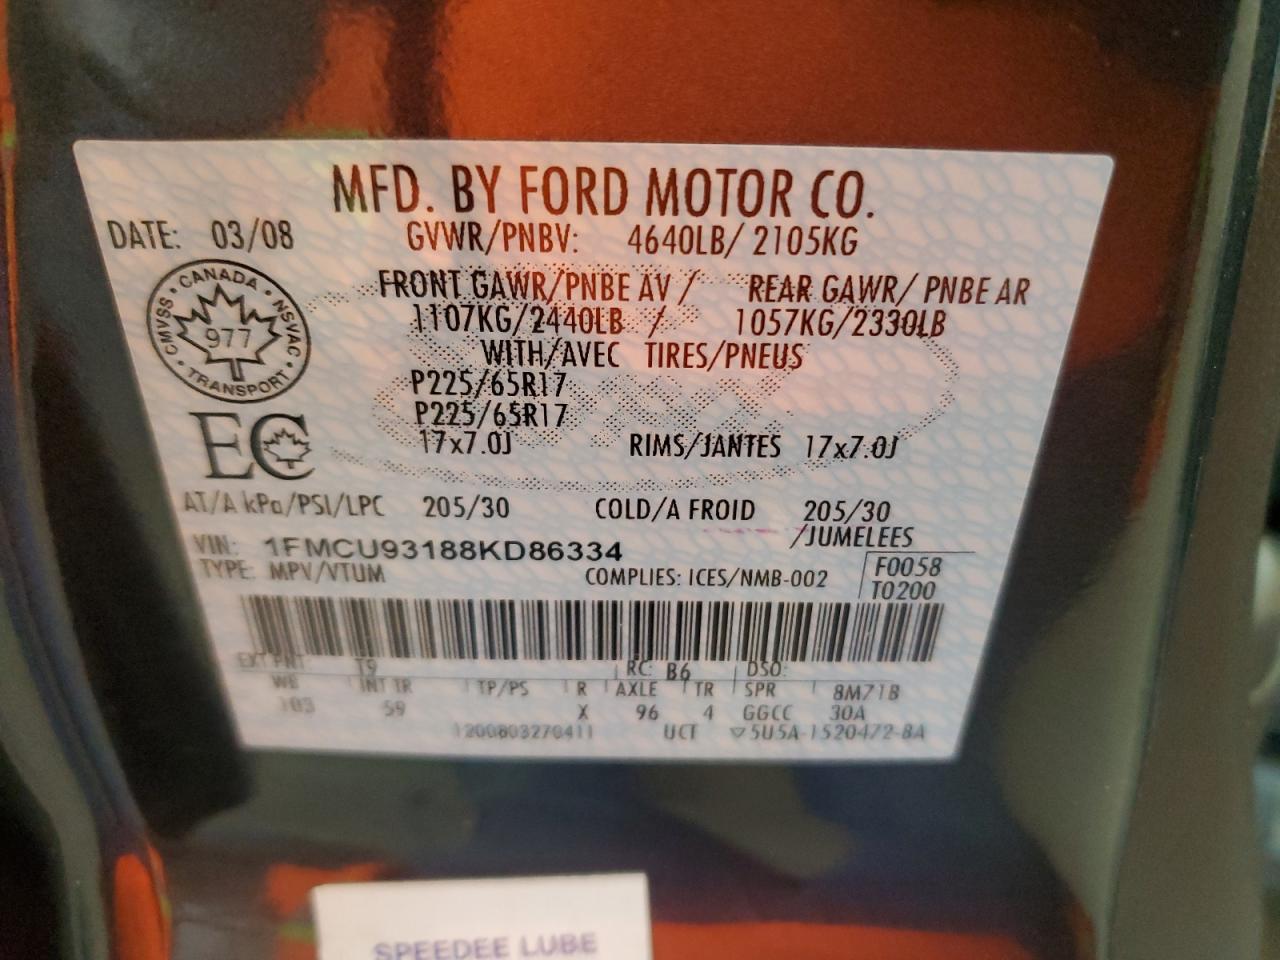 MFD. BY FORD MOTOR CO.
DATE: 03/08 GVWR/PNBV: 4640LB/ 2105KG
FRONT GAWR/PNBE AV / REAR GAWR/ PNBE AR
1107KG/2440LB / 1057KG/2330LB
WITH/AVEC TIRES/PNEUS
P225/65R17
P225/65R17
17x7.0J RIMS/JANTES 17x7.0J
CANADA • NSVAC • TRANSPORT • CMVSS
977
EC
AT/A kPa/PSI/LPC 205/30 COLD/A FROID 205/30
/JUMELEES
VIN: 1FMCU93188KD86334
F0058
TYPE: MPV/VTUM COMPLIES: ICES/NMB-002
T0200
EXT PNT: T9 RC: B6 DSO:
WB INT TR TP/PS R AXLE TR SPR 8M71B
103 59 X 96 4 GGCC 30A
1200803270411 UCT ▽5U5A-1520472-BA
SPEEDEE LUBE